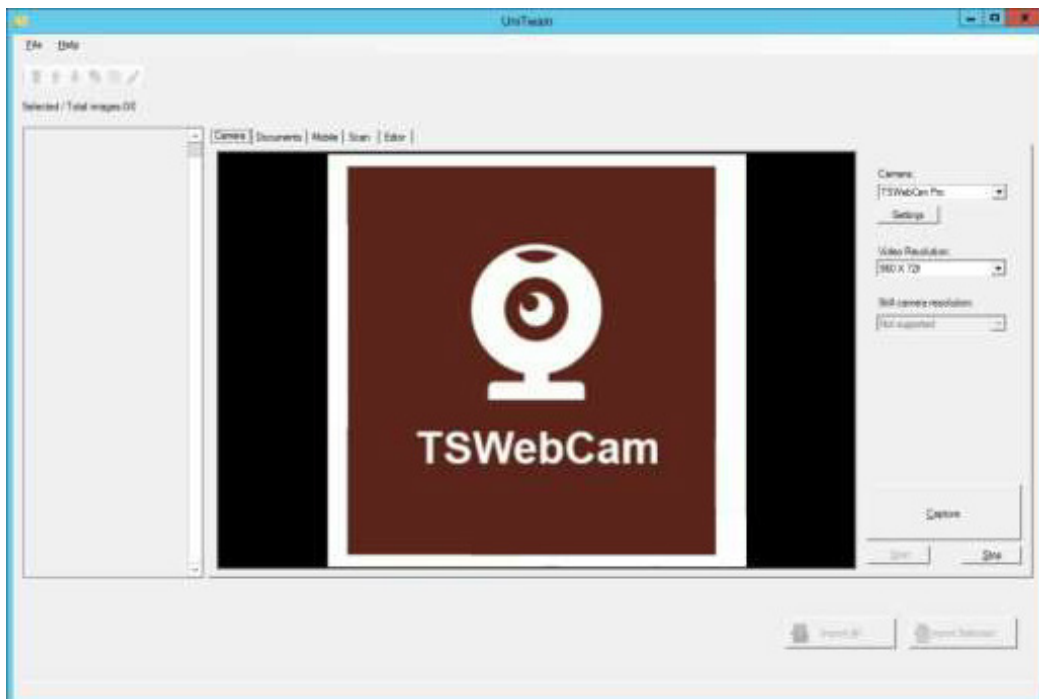 UniTwain
File Help
Selected / Total images:0/0
Camera Documents Mobile Scan Editor
Camera:
TSWebCam Pro
Settings
Video Resolution:
960 X 720
Still camera resolution:
Not supported
TSWebCam
Capture
Start Stop
Import All Import Selected